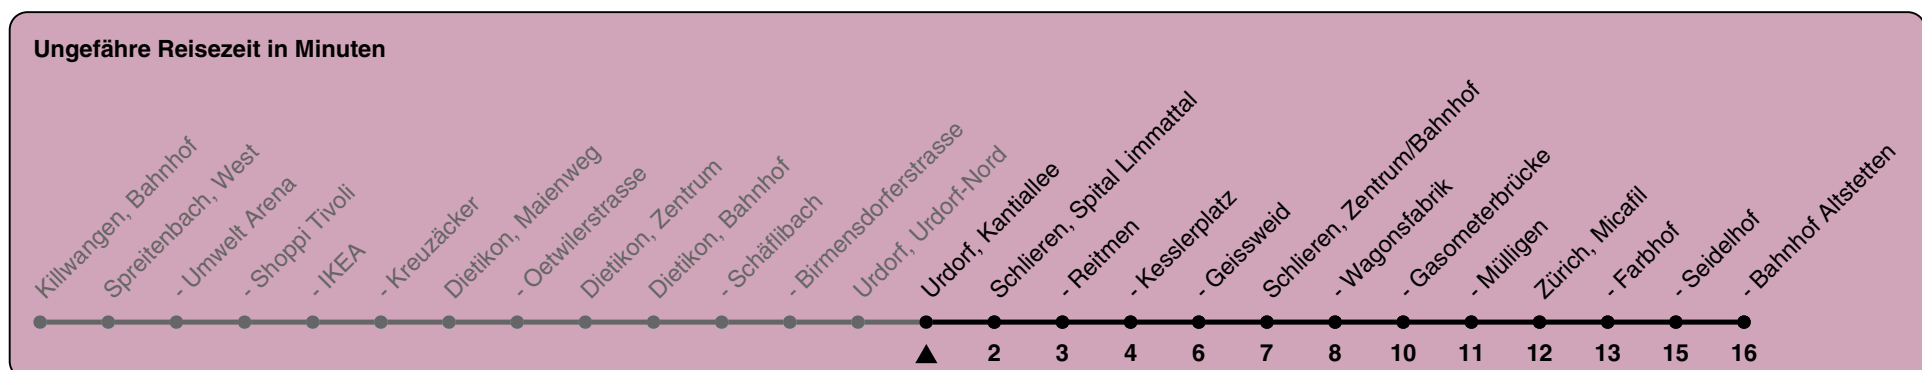 Ungefähre Reisezeit in Minuten
Killwangen, Bahnhof
Spreitenbach, West
- Umwelt Arena
- Shoppi Tivoli
- IKEA
- Kreuzäcker
Dietikon, Maienweg
- Oetwilerstrasse
Dietikon, Zentrum
Dietikon, Bahnhof
- Schäflibach
- Birmensdorferstrasse
Urdorf, Urdorf-Nord
Urdorf, Kantiallee
Schlieren, Spital Limmattal
- Reitmen
- Kesslerplatz
- Geissweid
Schlieren, Zentrum/Bahnhof
- Wagonsfabrik
- Gasometerbrücke
- Mülligen
Zürich, Micafil
- Farbhof
- Seidelhof
- Bahnhof Altstetten
2 3 4 6 7 8 10 11 12 13 15 16